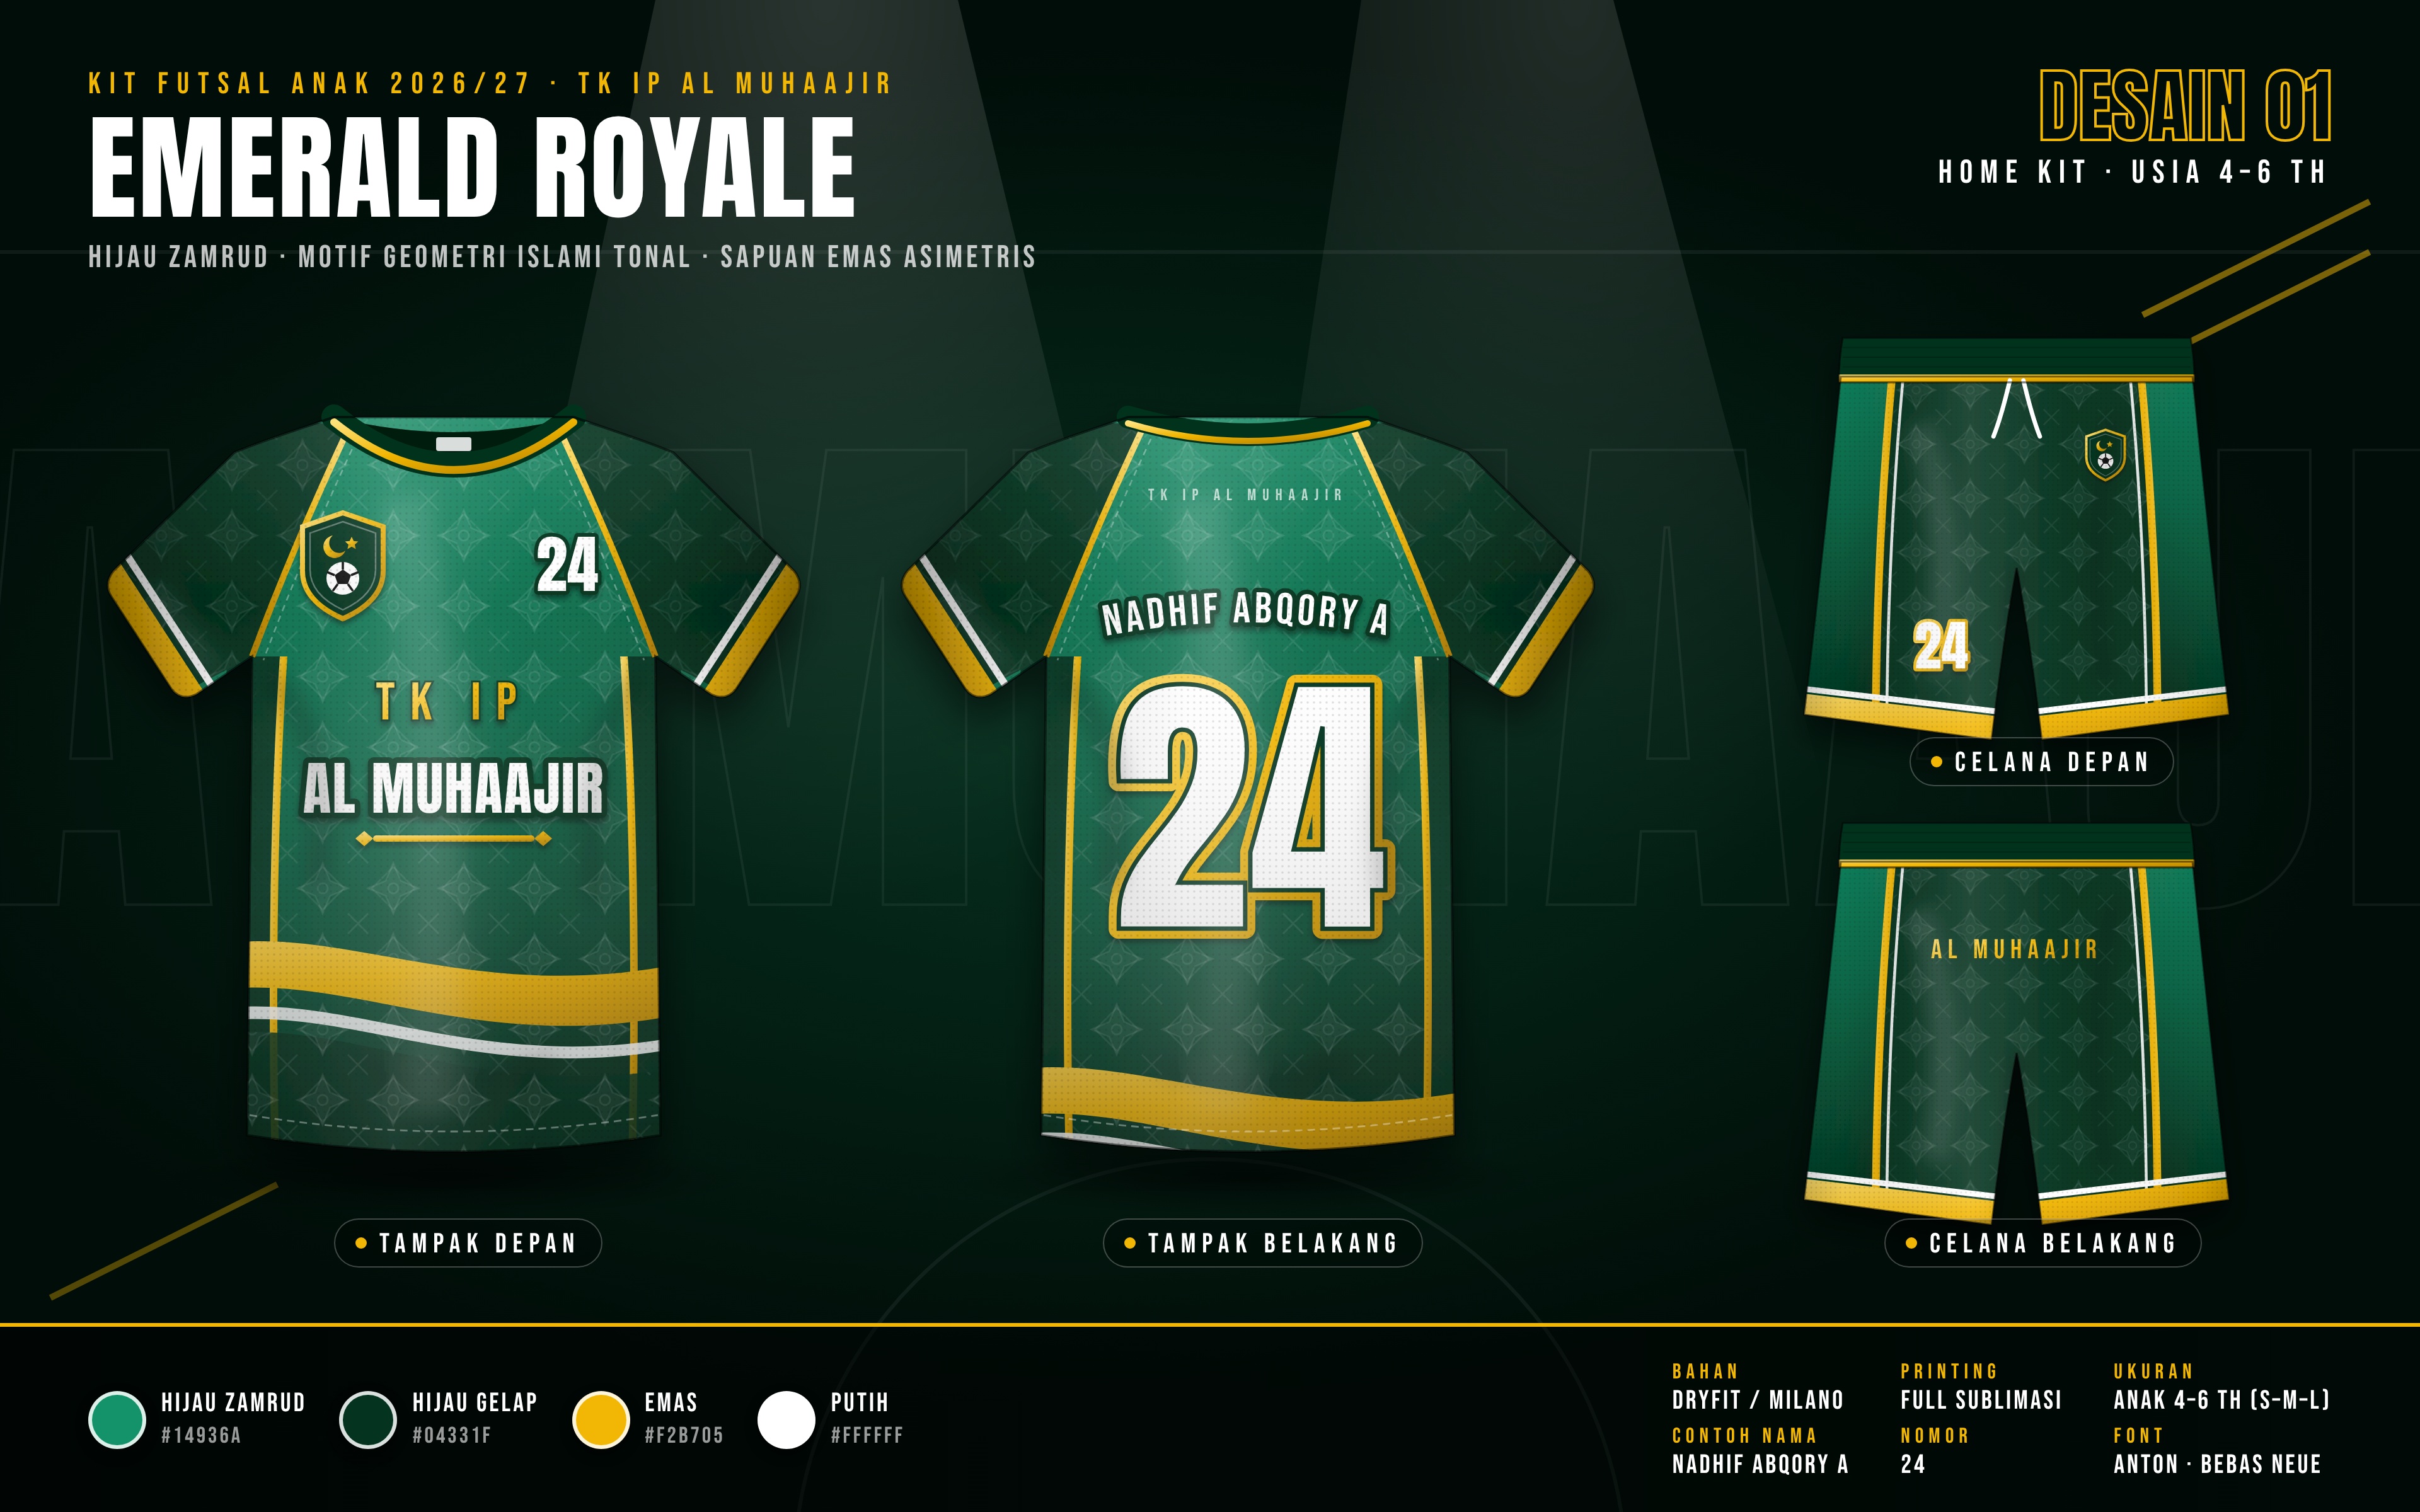 KIT FUTSAL ANAK 2026/27 · TK IP AL MUHAAJIR
EMERALD ROYALE
HIJAU ZAMRUD · MOTIF GEOMETRI ISLAMI TONAL · SAPUAN EMAS ASIMETRIS
DESAIN 01
HOME KIT · USIA 4–6 TH
24
TK IP
AL MUHAAJIR
TAMPAK DEPAN
TK IP AL MUHAAJIR
NADHIF ABQORY A
24
TAMPAK BELAKANG
24
CELANA DEPAN
AL MUHAAJIR
CELANA BELAKANG
HIJAU ZAMRUD
#14936A
HIJAU GELAP
#04331F
EMAS
#F2B705
PUTIH
#FFFFFF
BAHAN
DRYFIT / MILANO
PRINTING
FULL SUBLIMASI
UKURAN
ANAK 4–6 TH (S–M–L)
CONTOH NAMA
NADHIF ABQORY A
NOMOR
24
FONT
ANTON · BEBAS NEUE